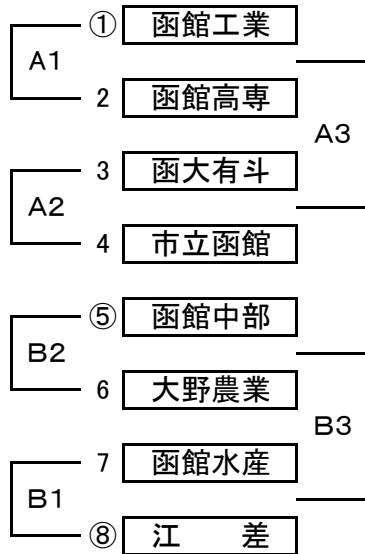 ① 函館工業
A1
2 函館高専
A3
3 函大有斗
A2
4 市立函館
⑤ 函館中部
B2
6 大野農業
B3
7 函館水産
B1
⑧ 江 差